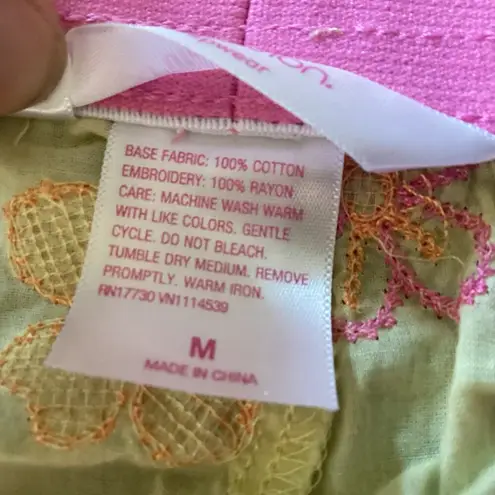 BASE FABRIC: 100% COTTON
EMBROIDERY: 100% RAYON
CARE: MACHINE WASH WARM
WITH LIKE COLORS. GENTLE
CYCLE. DO NOT BLEACH.
TUMBLE DRY MEDIUM. REMOVE
PROMPTLY. WARM IRON.
RN17730 VN1114539
M
MADE IN CHINA